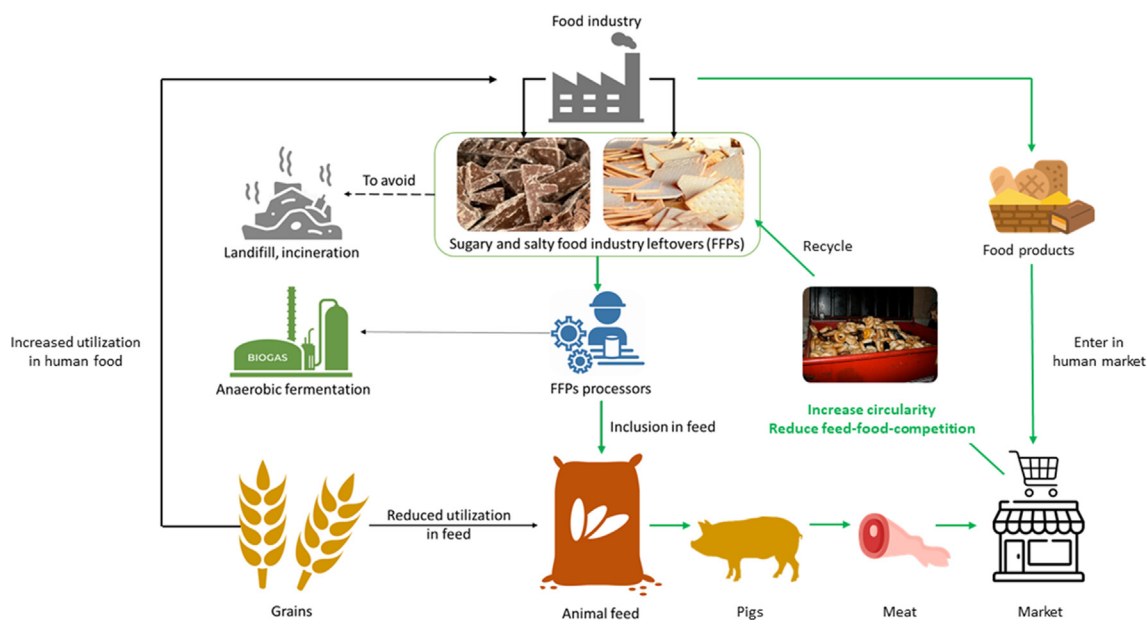 Food industry
To avoid
Sugary and salty food industry leftovers (FFPs)
Recycle
Landfill, incineration
Food products
Increased utilization
in human food
BIOGAS
Anaerobic fermentation
FFPs processors
Enter in
human market
Increase circularity
Reduce feed-food-competition
Inclusion in feed
Reduced utilization
in feed
Grains
Animal feed
Pigs
Meat
Market